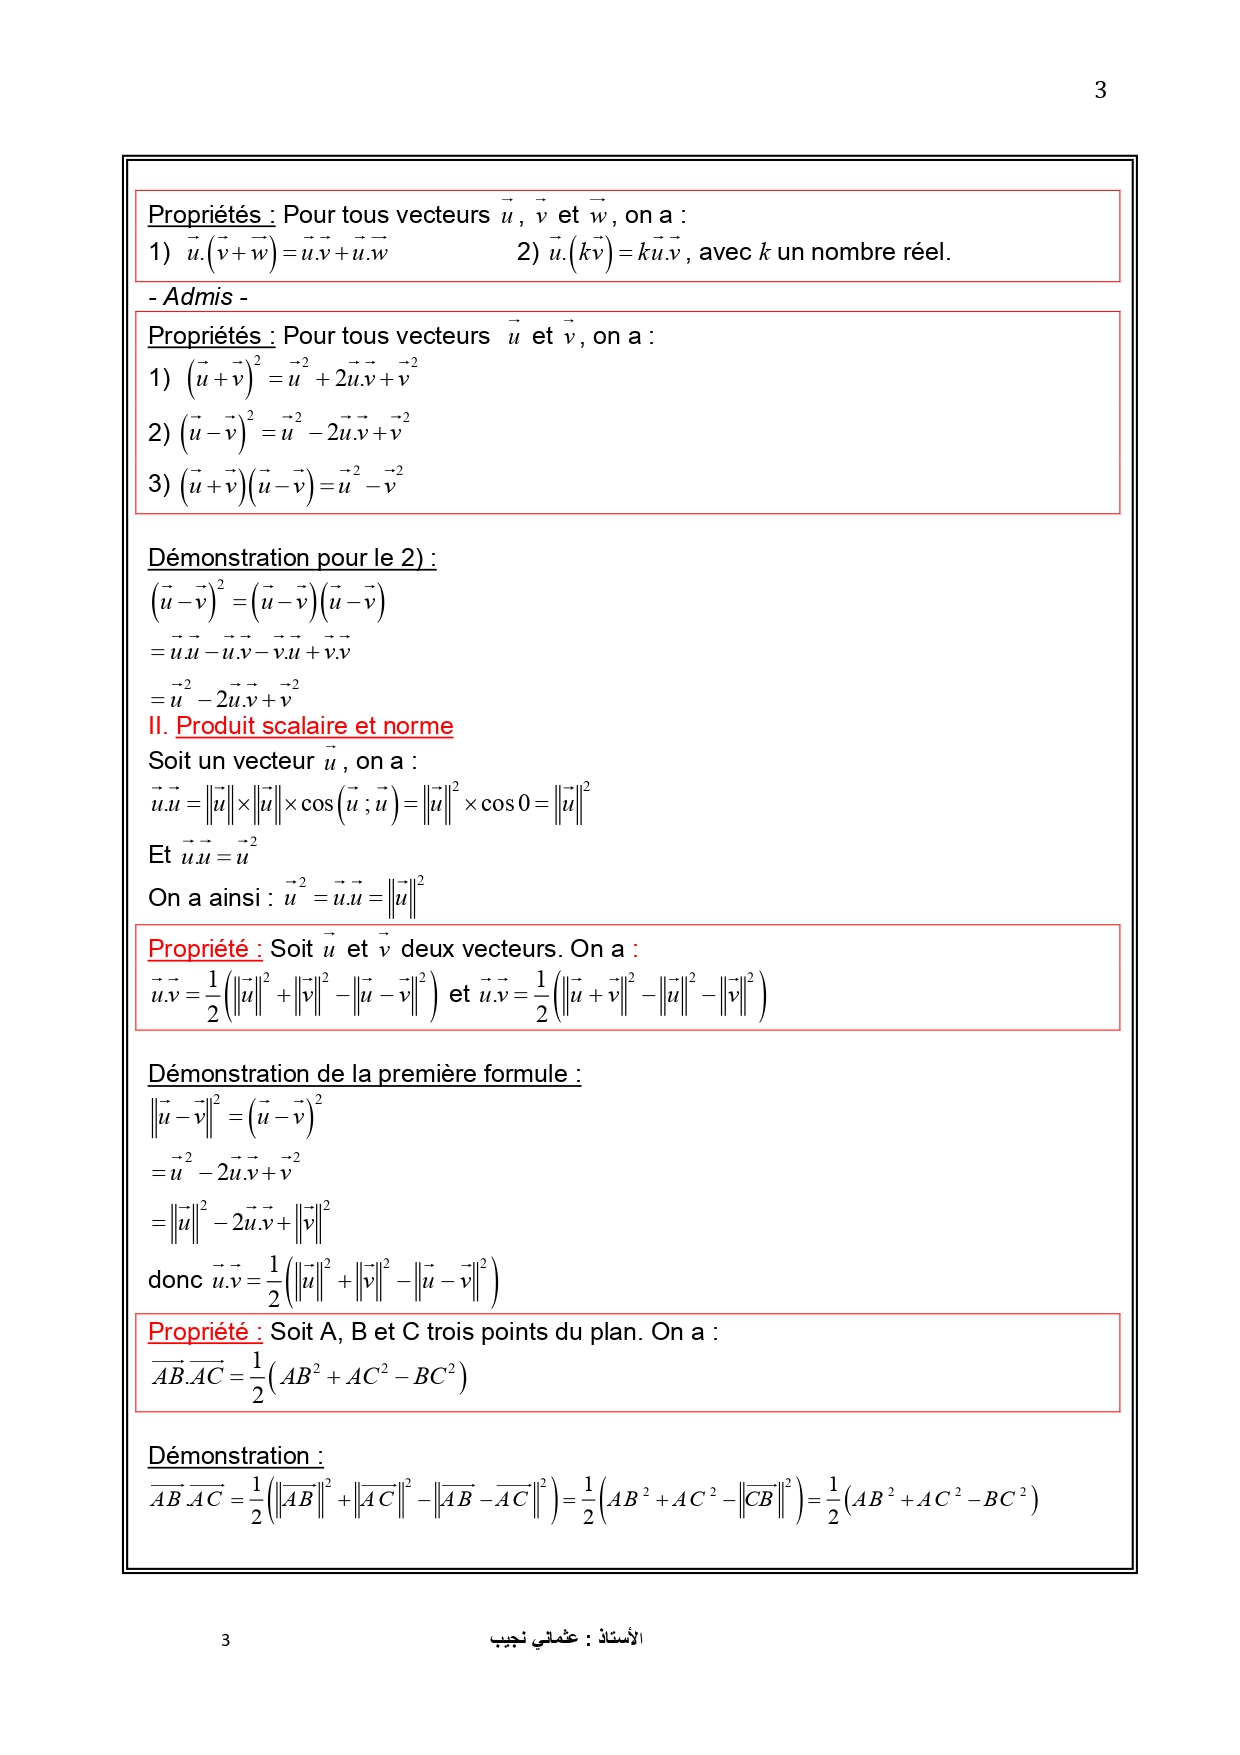 3
Propriétés : Pour tous vecteurs $\vec{u}$, $\vec{v}$ et $\vec{w}$, on a :
1) $\vec{u}.(\vec{v}+\vec{w})=\vec{u}.\vec{v}+\vec{u}.\vec{w}$ 2) $\vec{u}.(k\vec{v})=k\vec{u}.\vec{v}$, avec k un nombre réel.
- Admis -
Propriétés : Pour tous vecteurs $\vec{u}$ et $\vec{v}$, on a :
1) $(\vec{u}+\vec{v})^2=\vec{u}^2+2\vec{u}.\vec{v}+\vec{v}^2$
2) $(\vec{u}-\vec{v})^2=\vec{u}^2-2\vec{u}.\vec{v}+\vec{v}^2$
3) $(\vec{u}+\vec{v})(\vec{u}-\vec{v})=\vec{u}^2-\vec{v}^2$
Démonstration pour le 2) :
$(\vec{u}-\vec{v})^2=(\vec{u}-\vec{v})(\vec{u}-\vec{v})$
$=\vec{u}.\vec{u}-\vec{u}.\vec{v}-\vec{v}.\vec{u}+\vec{v}.\vec{v}$
$=\vec{u}^2-2\vec{u}.\vec{v}+\vec{v}^2$
II. Produit scalaire et norme
Soit un vecteur $\vec{u}$, on a :
$\vec{u}.\vec{u}=\|\vec{u}\|\times\|\vec{u}\|\times\cos(\vec{u};\vec{u})=\|\vec{u}\|^2\times\cos 0=\|\vec{u}\|^2$
Et $\vec{u}.\vec{u}=\vec{u}^2$
On a ainsi : $\vec{u}^2=\vec{u}.\vec{u}=\|\vec{u}\|^2$
Propriété : Soit $\vec{u}$ et $\vec{v}$ deux vecteurs. On a :
$\vec{u}.\vec{v}=\frac{1}{2}(\|\vec{u}\|^2+\|\vec{v}\|^2-\|\vec{u}-\vec{v}\|^2)$ et $\vec{u}.\vec{v}=\frac{1}{2}(\|\vec{u}+\vec{v}\|^2-\|\vec{u}\|^2-\|\vec{v}\|^2)$
Démonstration de la première formule :
$\|\vec{u}-\vec{v}\|^2=(\vec{u}-\vec{v})^2$
$=\vec{u}^2-2\vec{u}.\vec{v}+\vec{v}^2$
$=\|\vec{u}\|^2-2\vec{u}.\vec{v}+\|\vec{v}\|^2$
donc $\vec{u}.\vec{v}=\frac{1}{2}(\|\vec{u}\|^2+\|\vec{v}\|^2-\|\vec{u}-\vec{v}\|^2)$
Propriété : Soit A, B et C trois points du plan. On a :
$\overrightarrow{AB}.\overrightarrow{AC}=\frac{1}{2}(AB^2+AC^2-BC^2)$
Démonstration :
$\overrightarrow{AB}.\overrightarrow{AC}=\frac{1}{2}(\|\overrightarrow{AB}\|^2+\|\overrightarrow{AC}\|^2-\|\overrightarrow{AB}-\overrightarrow{AC}\|^2)=\frac{1}{2}(AB^2+AC^2-\|\overrightarrow{CB}\|^2)=\frac{1}{2}(AB^2+AC^2-BC^2)$
الأستاذ : عثماني نجيب 3